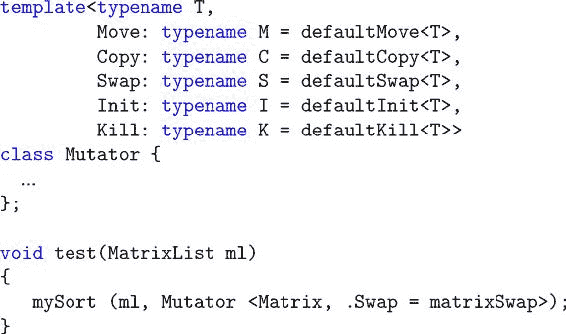 template<typename T,
Move: typename M = defaultMove<T>,
Copy: typename C = defaultCopy<T>,
Swap: typename S = defaultSwap<T>,
Init: typename I = defaultInit<T>,
Kill: typename K = defaultKill<T>>
class Mutator {
...
};
void test(MatrixList ml)
{
mySort (ml, Mutator <Matrix, .Swap = matrixSwap>);
}